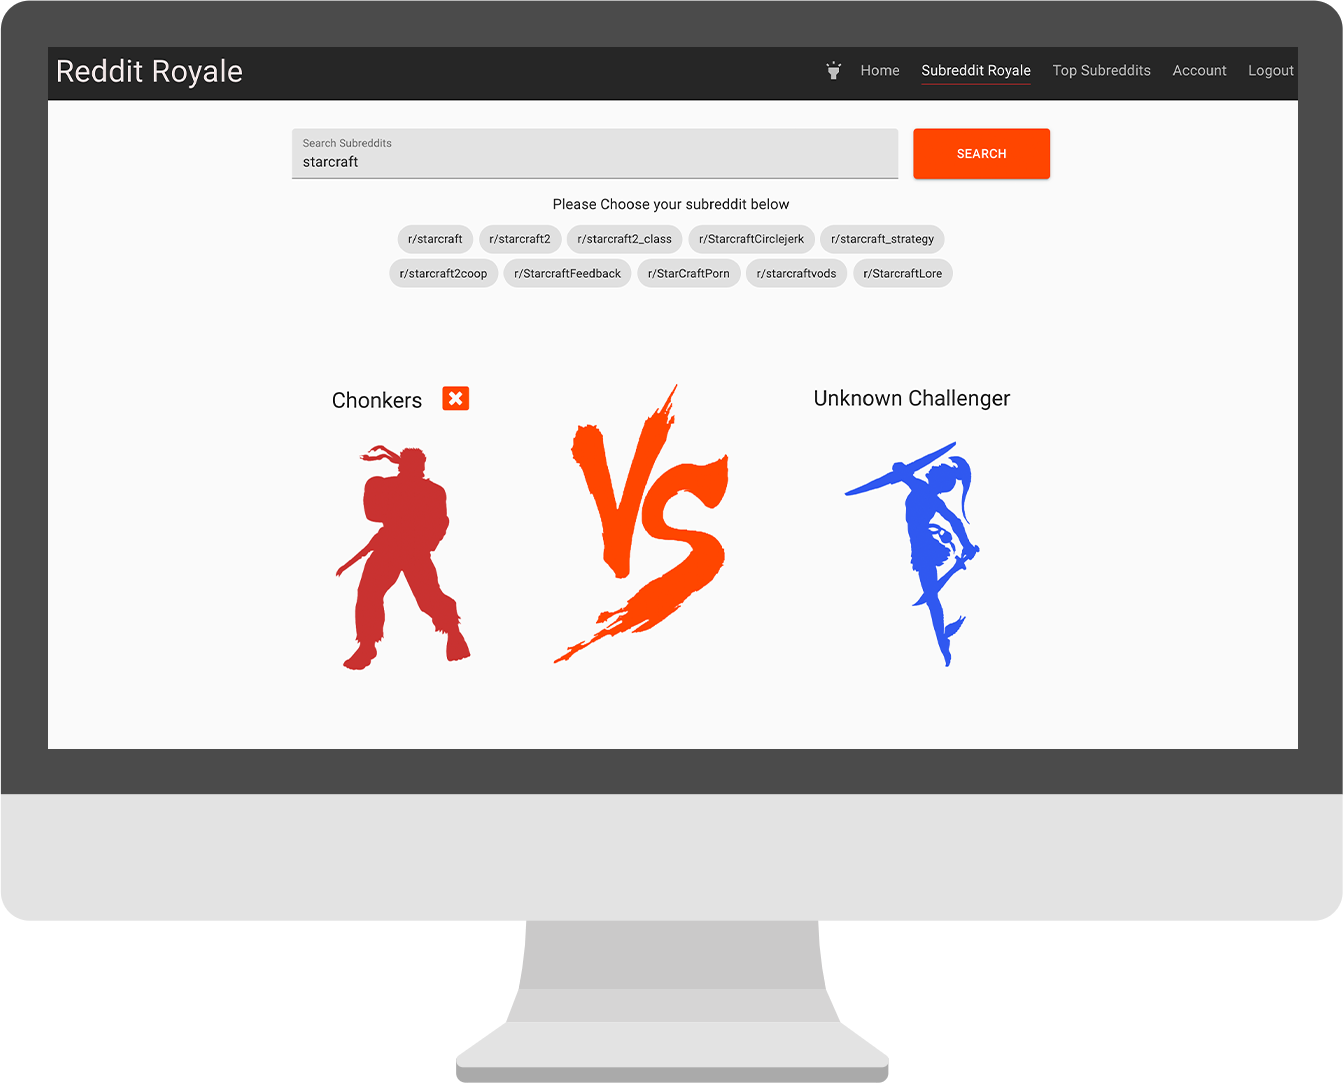 Reddit Royale
Home Subreddit Royale Top Subreddits Account Logout
Search Subreddits
starcraft
SEARCH
Please Choose your subreddit below
r/starcraft r/starcraft2 r/starcraft2_class r/StarcraftCirclejerk r/starcraft_strategy
r/starcraft2coop r/StarcraftFeedback r/StarCraftPorn r/starcraftvods r/StarcraftLore
Chonkers
Unknown Challenger
VS